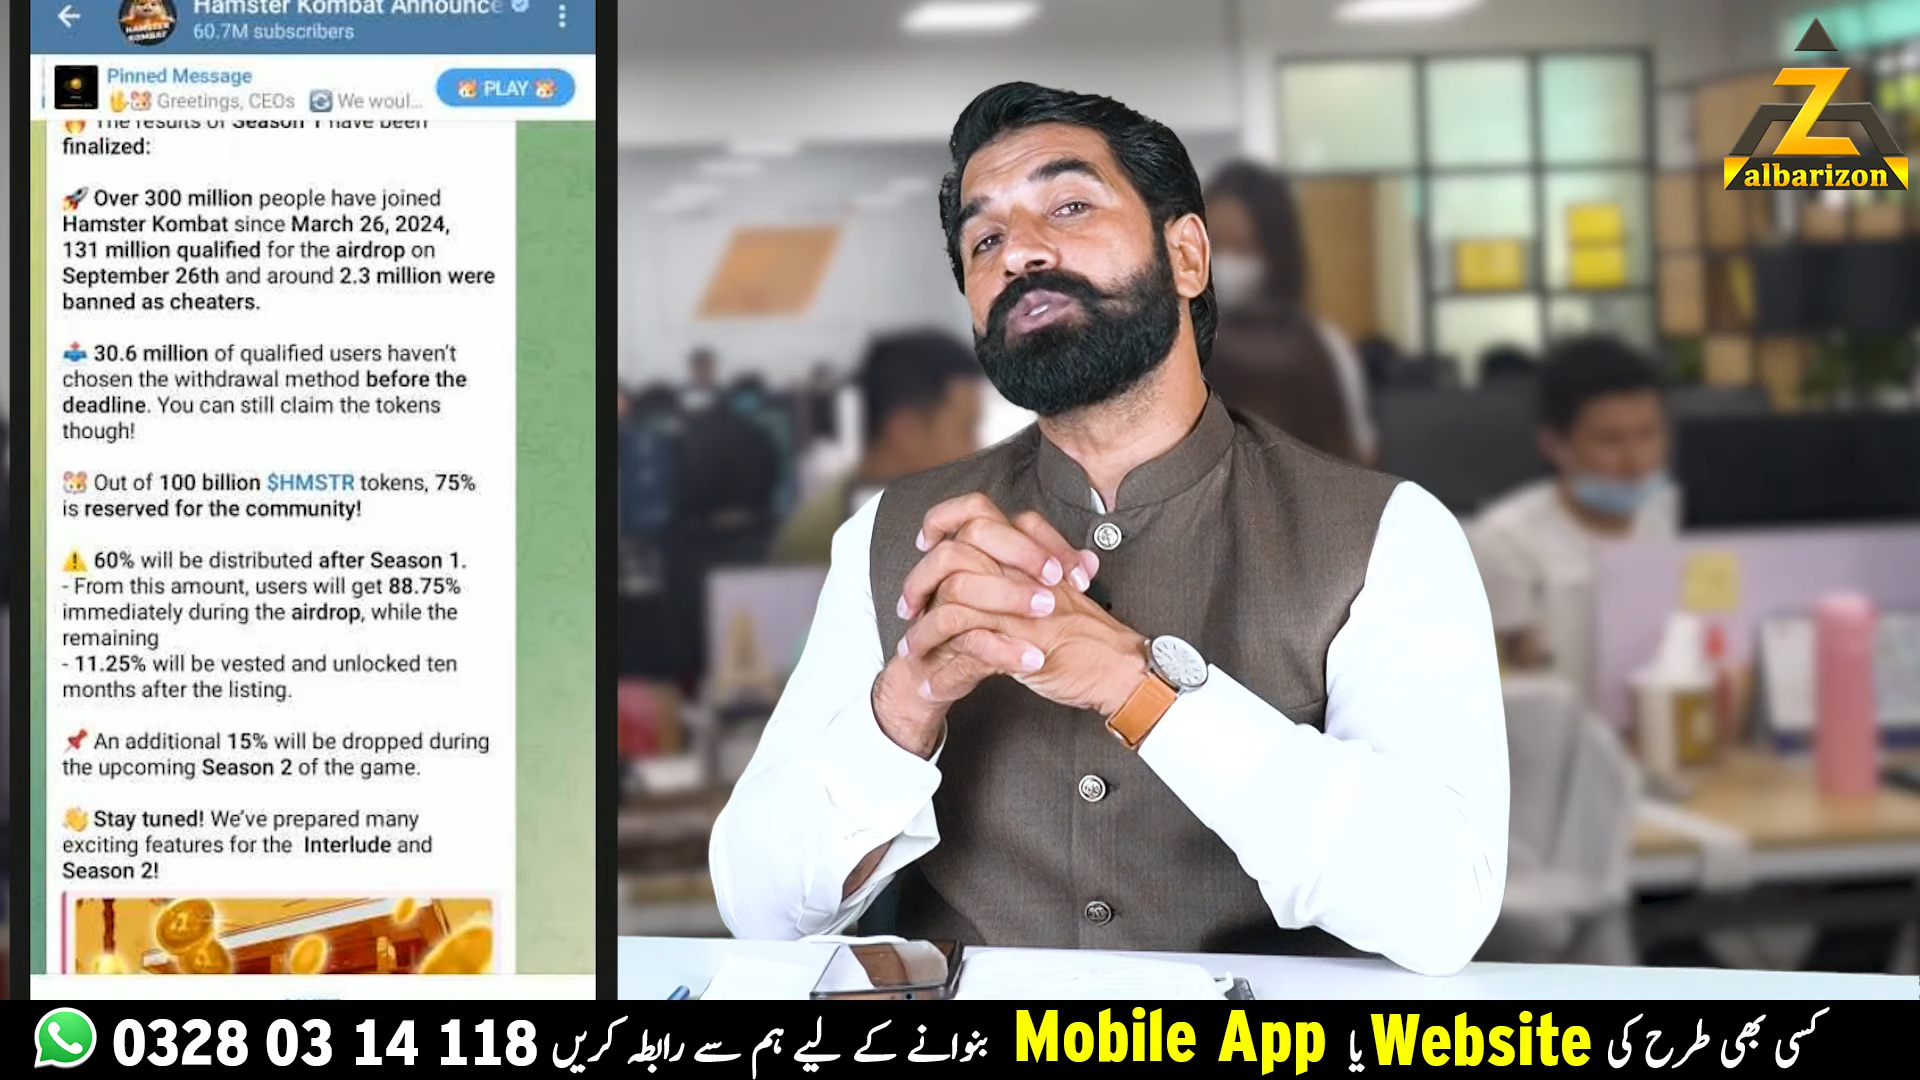 Hamster Kombat Announce
60.7M subscribers
Pinned Message
Greetings, CEOs We woul...
PLAY
The results of Season 1 have been
finalized:
Over 300 million people have joined
Hamster Kombat since March 26, 2024,
131 million qualified for the airdrop on
September 26th and around 2.3 million were
banned as cheaters.
30.6 million of qualified users haven't
chosen the withdrawal method before the
deadline. You can still claim the tokens
though!
Out of 100 billion $HMSTR tokens, 75%
is reserved for the community!
60% will be distributed after Season 1.
- From this amount, users will get 88.75%
immediately during the airdrop, while the
remaining
- 11.25% will be vested and unlocked ten
months after the listing.
An additional 15% will be dropped during
the upcoming Season 2 of the game.
Stay tuned! We've prepared many
exciting features for the Interlude and
Season 2!
Z
albarizon
کسی بھی طرح کی Website یا Mobile App بنوانے کے لیے ہم سے رابطہ کریں 0328 03 14 118